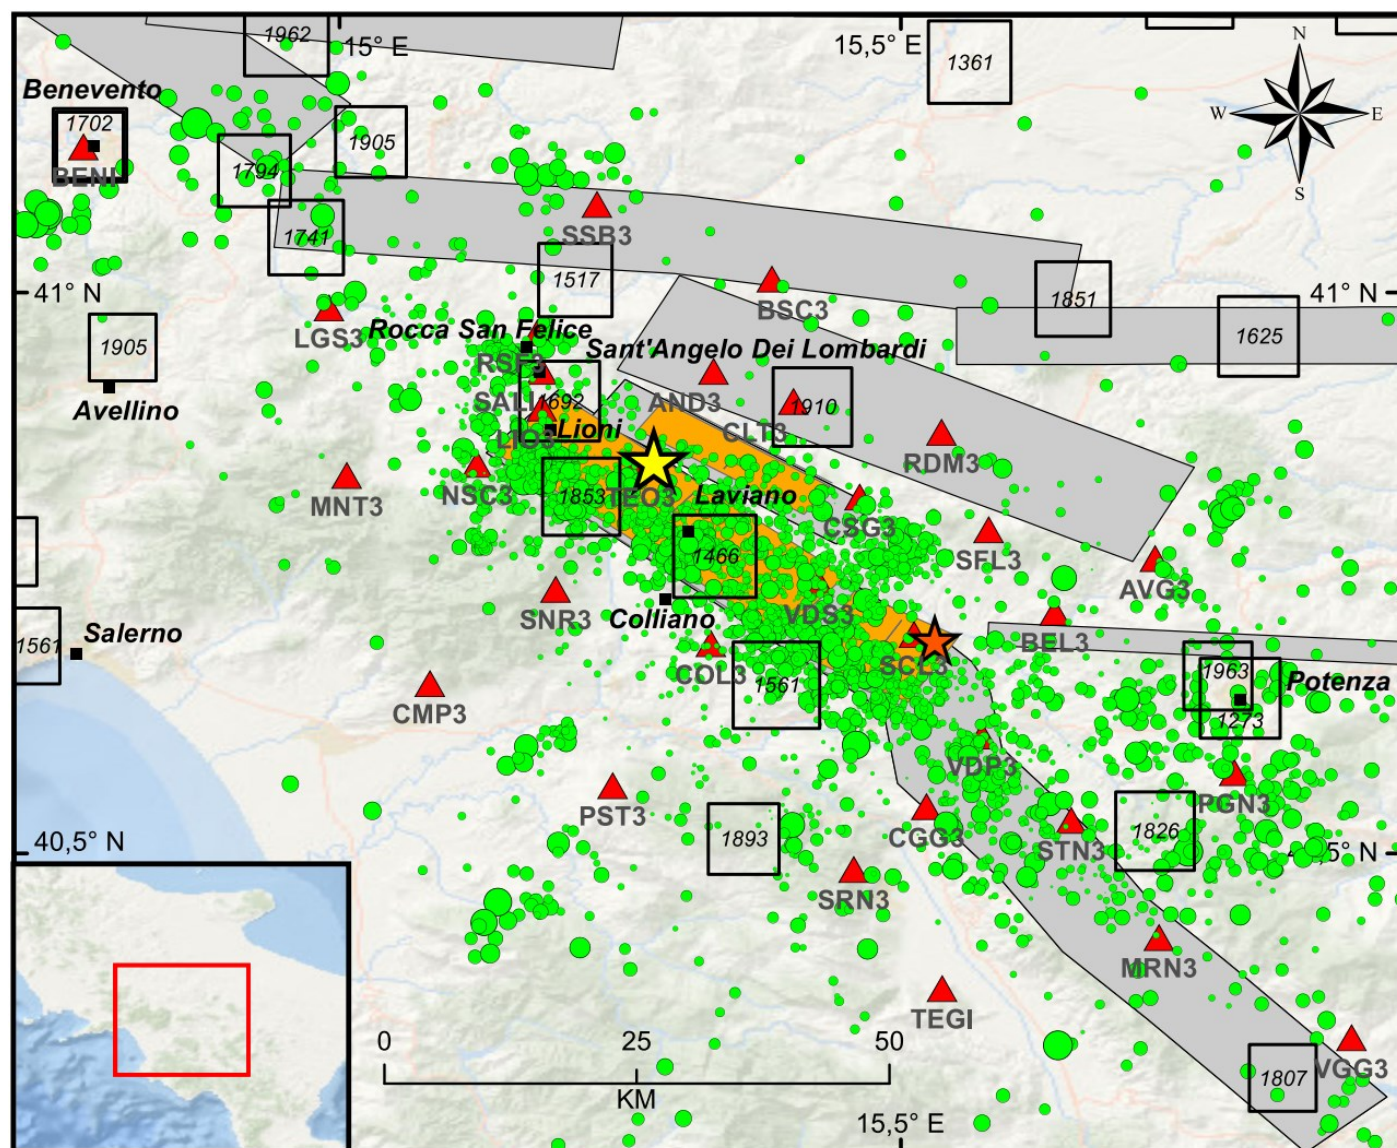 1962
15° E
15,5° E
1361
N
W
E
S
Benevento
1702
BENI
1905
1794
1741
SSB3
1517
41° N
BSC3
1851
41° N
LGS3
Rocca San Felice
1625
1905
RSF3
Sant'Angelo Dei Lombardi
Avellino
SALI
1692
AND3
1910
LIO3
Lioni
CLT3
RDM3
MNT3
NSC3
1853
TEO3
Laviano
CSG3
SFL3
1466
AVG3
SNR3
Colliano
VDS3
1561
Salerno
BEL3
COL3
SCL3
1963
1561
Potenza
CMP3
1273
VDP3
PST3
PGN3
40,5° N
1893
CGG3
STN3
1826
5° N
SRN3
MRN3
TEGI
0
25
50
KM
VGG3
1807
15,5° E